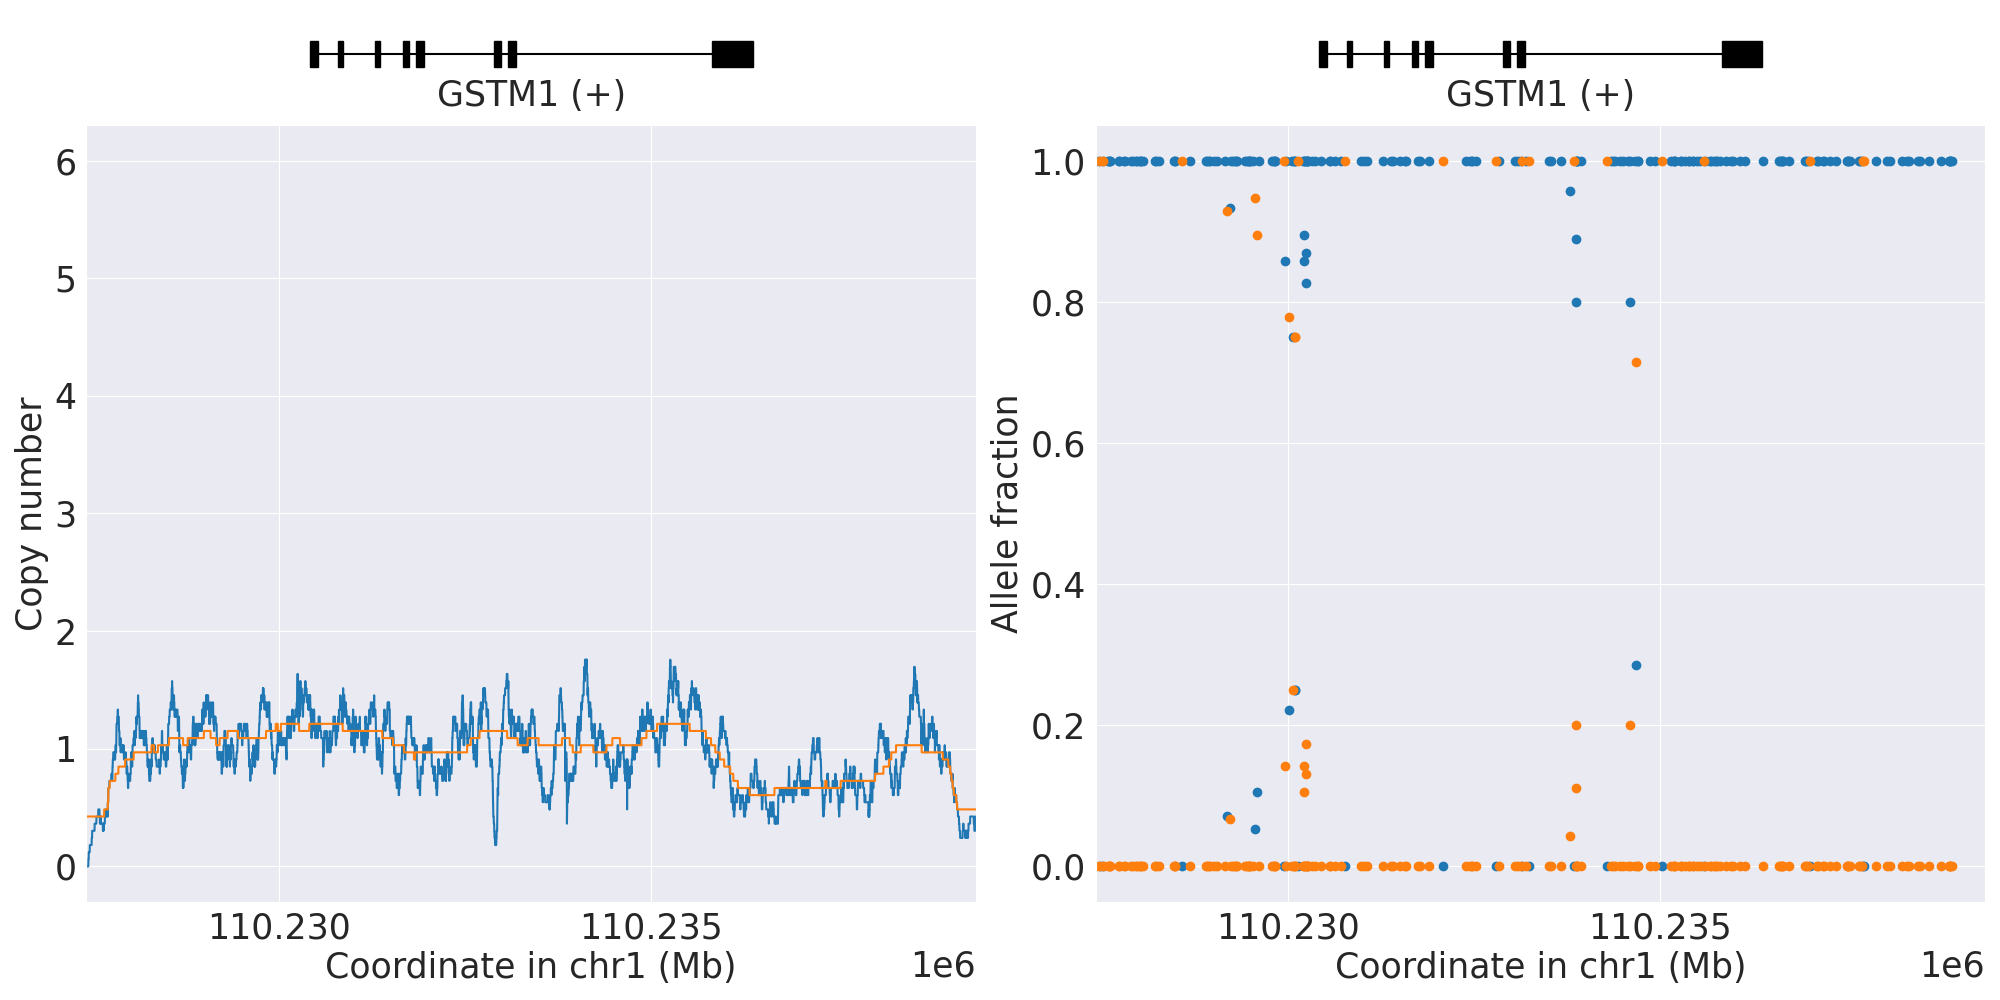 GSTM1 (+)
GSTM1 (+)
Copy number
6
5
4
3
2
1
0
110.230
110.235
Coordinate in chr1 (Mb)
1e6
Allele fraction
1.0
0.8
0.6
0.4
0.2
0.0
110.230
110.235
Coordinate in chr1 (Mb)
1e6